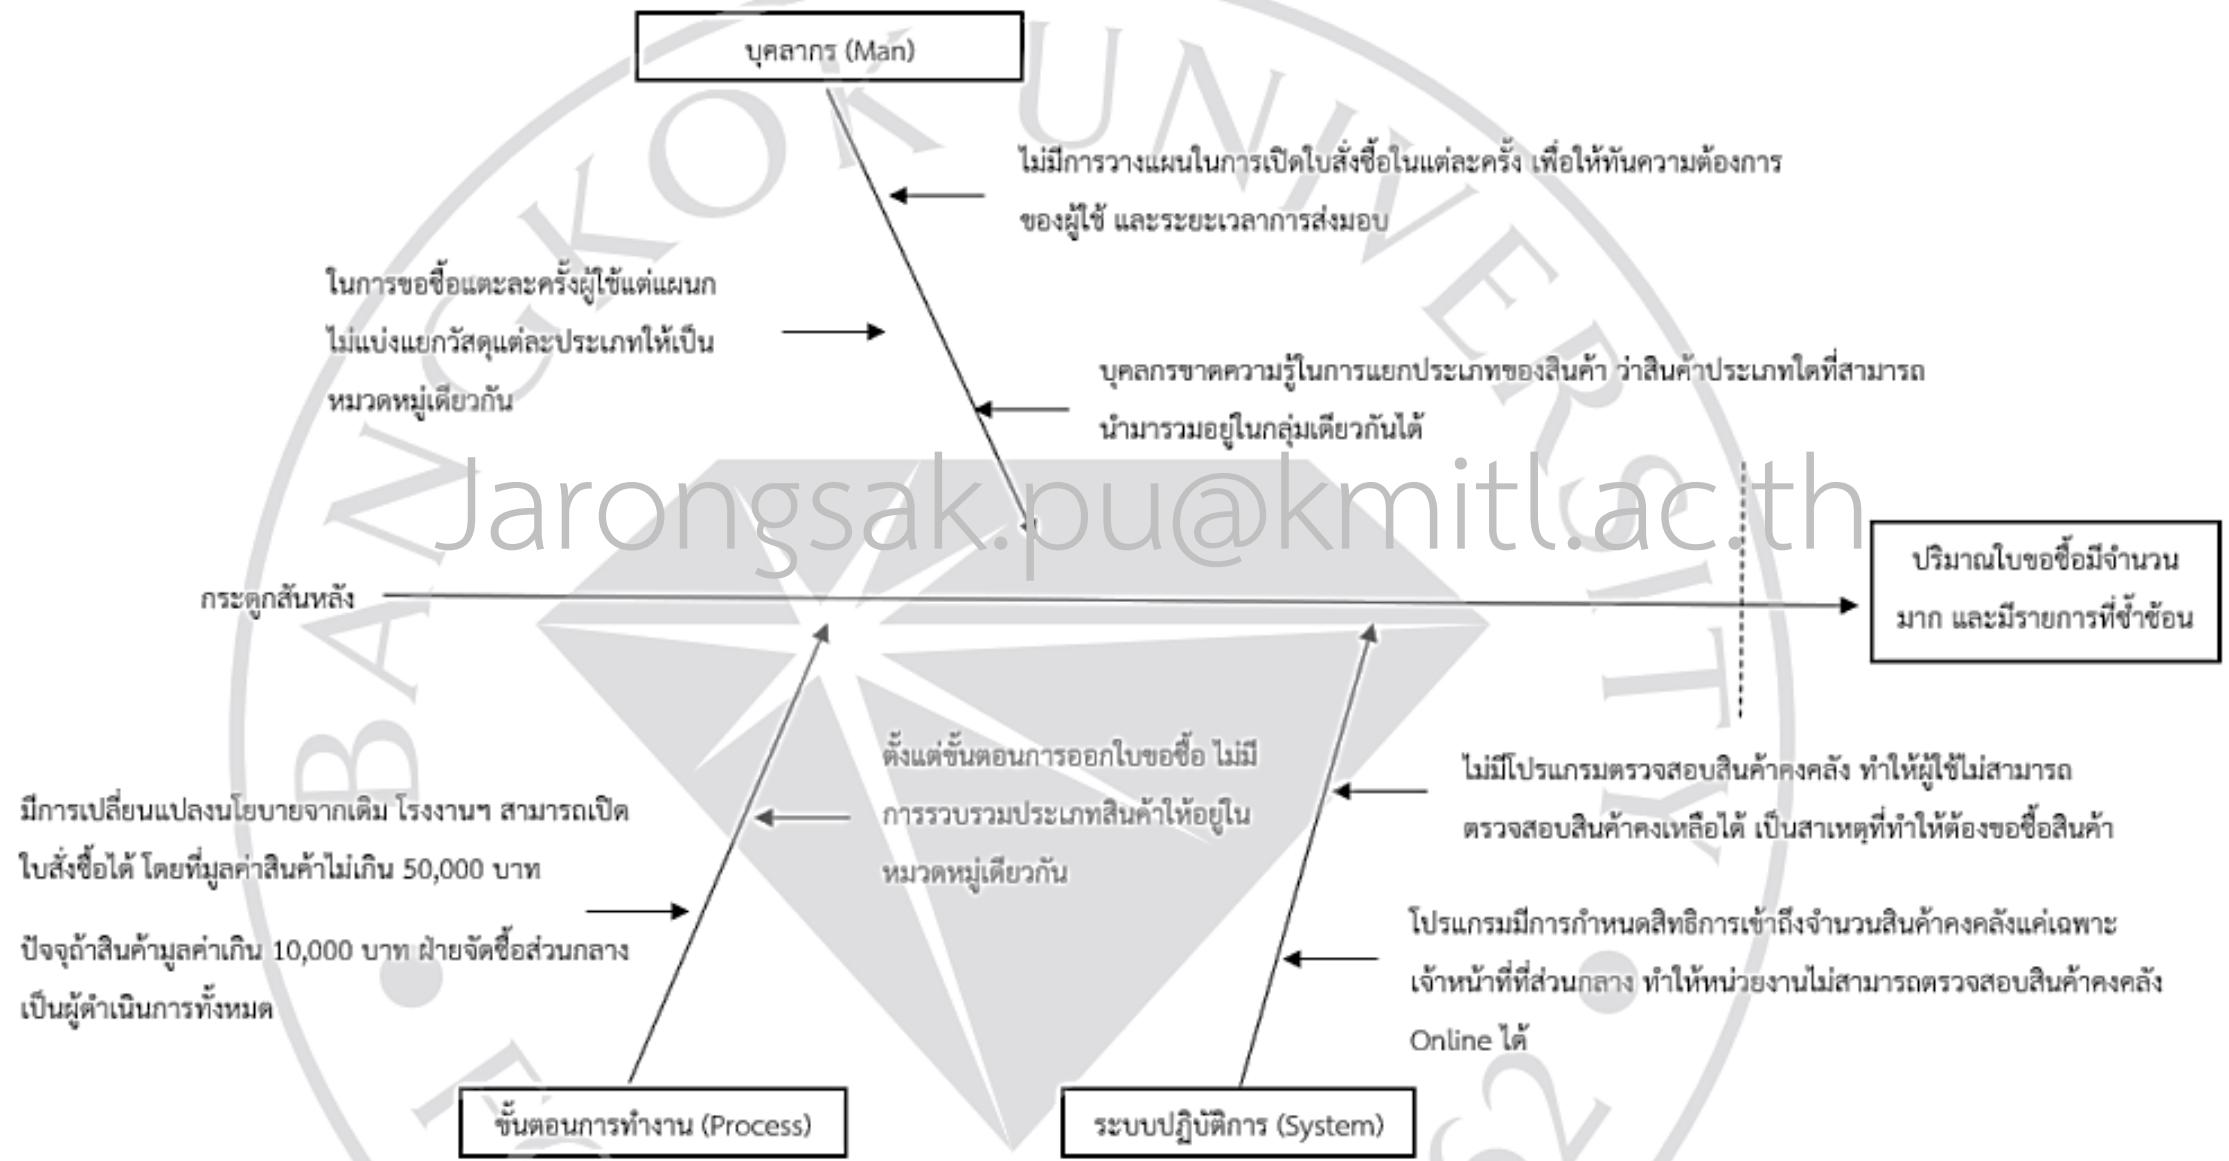 บุคลากร (Man)
ไม่มีการวางแผนในการเปิดใบสั่งซื้อในแต่ละครั้ง เพื่อให้ทันความต้องการ
ของผู้ใช้ และระยะเวลาการส่งมอบ
ในการขอซื้อแตะละครั้งผู้ใช้แต่แผนก
ไม่แบ่งแยกวัสดุแต่ละประเภทให้เป็น
หมวดหมู่เดียวกัน
บุคลกรขาดความรู้ในการแยกประเภทของสินค้า ว่าสินค้าประเภทใดที่สามารถ
นำมารวมอยู่ในกลุ่มเดียวกันได้
Jarongsak.pu@kmitl.ac.th
กระดูกสันหลัง
ปริมาณใบขอซื้อมีจำนวน
มาก และมีรายการที่ซ้ำซ้อน
ตั้งแต่ขั้นตอนการออกใบขอซื้อ ไม่มี
การรวบรวมประเภทสินค้าให้อยู่ใน
หมวดหมู่เดียวกัน
มีการเปลี่ยนแปลงนโยบายจากเดิม โรงงานฯ สามารถเปิด
ใบสั่งซื้อได้ โดยที่มูลค่าสินค้าไม่เกิน 50,000 บาท
ปัจจุถ้าสินค้ามูลค่าเกิน 10,000 บาท ฝ่ายจัดซื้อส่วนกลาง
เป็นผู้ดำเนินการทั้งหมด
ไม่มีโปรแกรมตรวจสอบสินค้าคงคลัง ทำให้ผู้ใช้ไม่สามารถ
ตรวจสอบสินค้าคงเหลือได้ เป็นสาเหตุที่ทำให้ต้องขอซื้อสินค้า
โปรแกรมมีการกำหนดสิทธิการเข้าถึงจำนวนสินค้าคงคลังแค่เฉพาะ
เจ้าหน้าที่ที่ส่วนกลาง ทำให้หน่วยงานไม่สามารถตรวจสอบสินค้าคงคลัง
Online ได้
ขั้นตอนการทำงาน (Process)
ระบบปฏิบัติการ (System)
BANGKOK UNIVERSITY